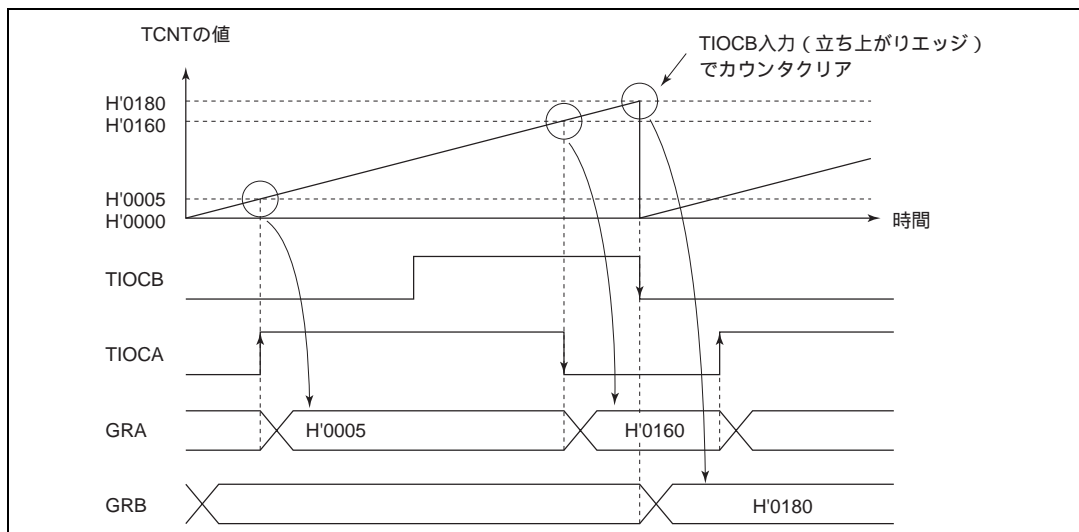 TCNTの値
TIOCB入力（立ち上がりエッジ）
でカウンタクリア
H'0180
H'0160
H'0005
H'0000
時間
TIOCB
TIOCA
GRA
H'0005
H'0160
GRB
H'0180